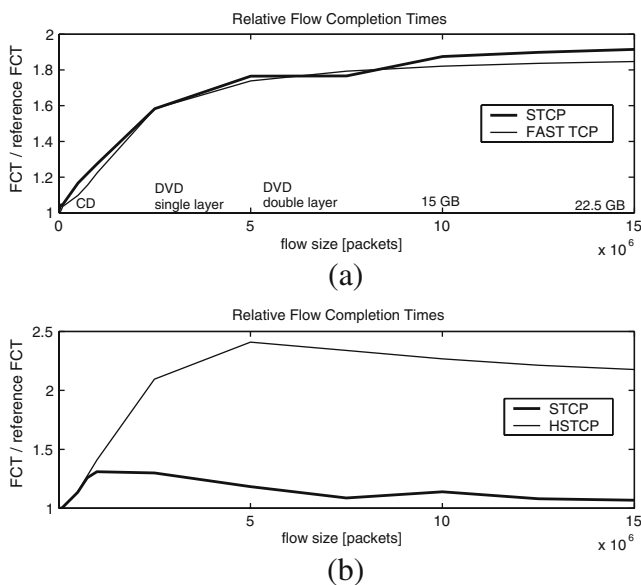 Relative Flow Completion Times
FCT / reference FCT
2
1.8
1.6
1.4
1.2
1
STCP
FAST TCP
CD
DVD
single layer
DVD
double layer
15 GB
22.5 GB
0
5
10
15
flow size [packets]
x 10^6
(a)
Relative Flow Completion Times
FCT / reference FCT
2.5
2
1.5
1
STCP
HSTCP
0
5
10
15
flow size [packets]
x 10^6
(b)